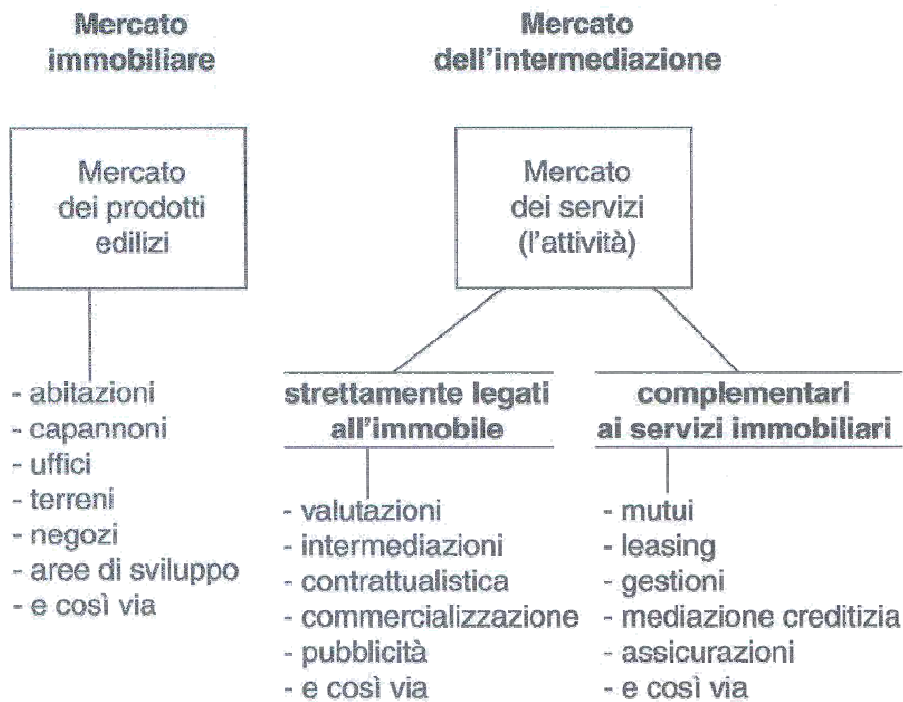 Mercato
immobiliare
Mercato
dei prodotti
edilizi
- abitazioni
- capannoni
- uffici
- terreni
- negozi
- aree di sviluppo
- e così via
Mercato
dell'intermediazione
Mercato
dei servizi
(l'attività)
strettamente legati
all'immobile
- valutazioni
- intermediazioni
- contrattualistica
- commercializzazione
- pubblicità
- e così via
complementari
ai servizi immobiliari
- mutui
- leasing
- gestioni
- mediazione creditizia
- assicurazioni
- e così via